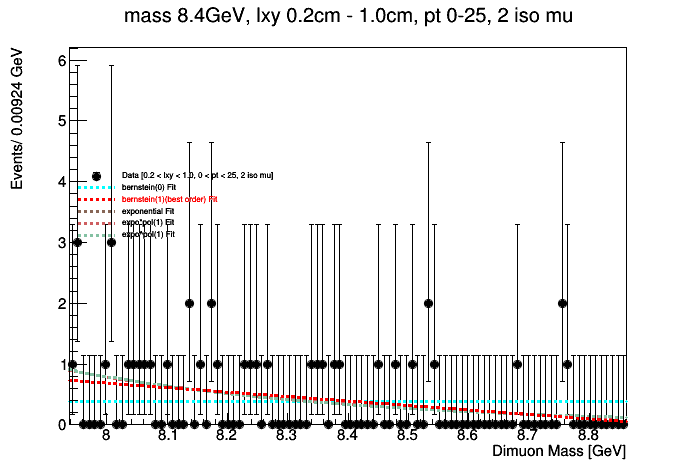 mass 8.4GeV, lxy 0.2cm - 1.0cm, pt 0-25, 2 iso mu
Events/ 0.00924 GeV
6
5
4
3
2
1
0
Data [0.2 < lxy < 1.0, 0 < pt < 25, 2 iso mu]
bernstein(0) Fit
bernstein(1)(best order) Fit
exponential Fit
expo*pol(1) Fit
expo*pol(1) Fit
8 8.1 8.2 8.3 8.4 8.5 8.6 8.7 8.8
Dimuon Mass [GeV]